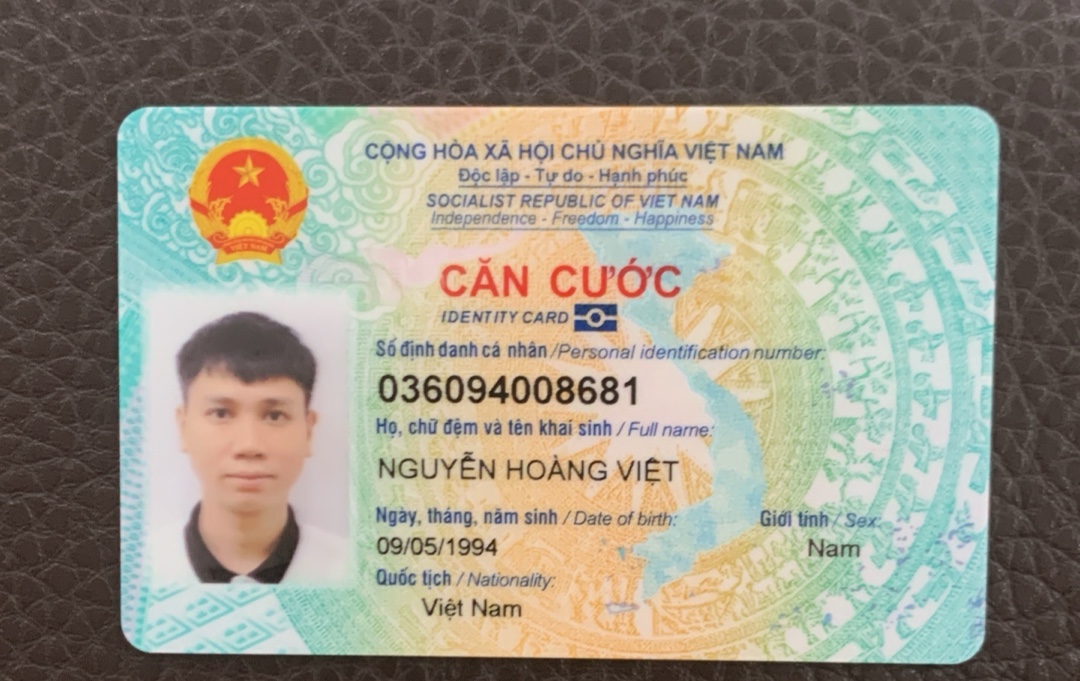 CỘNG HÒA XÃ HỘI CHỦ NGHĨA VIỆT NAM
Độc lập - Tự do - Hạnh phúc
SOCIALIST REPUBLIC OF VIET NAM
Independence - Freedom - Happiness
VIỆT NAM
CĂN CƯỚC
IDENTITY CARD
Số định danh cá nhân /Personal identification number:
036094008681
Họ, chữ đệm và tên khai sinh / Full name:
NGUYỄN HOÀNG VIỆT
Ngày, tháng, năm sinh / Date of birth: Giới tính / Sex:
09/05/1994 Nam
Quốc tịch / Nationality:
Việt Nam